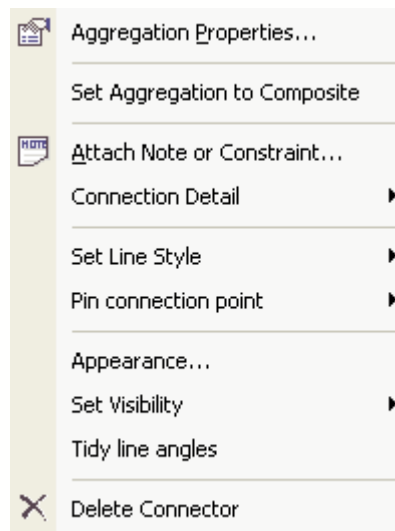 Aggregation Properties...
Set Aggregation to Composite
NOTE
Attach Note or Constraint...
Connection Detail
Set Line Style
Pin connection point
Appearance...
Set Visibility
Tidy line angles
Delete Connector